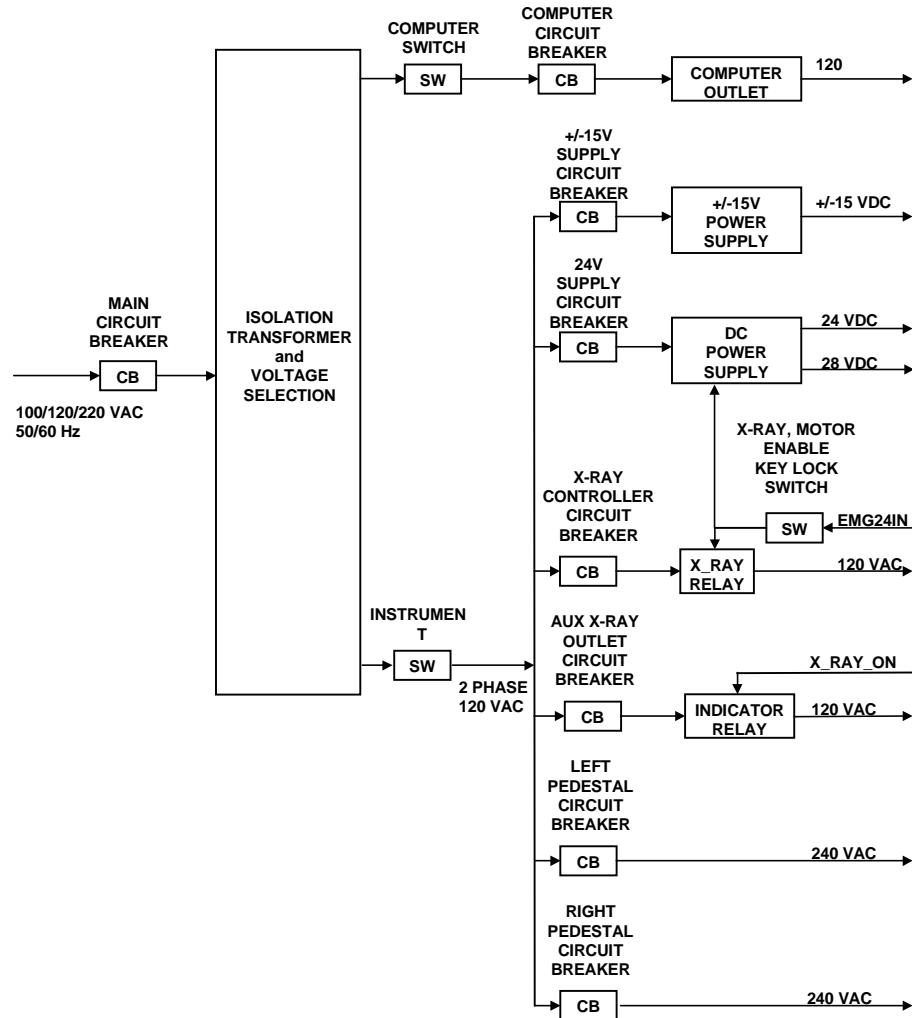 COMPUTER
SWITCH
SW
COMPUTER
CIRCUIT
BREAKER
CB
COMPUTER
OUTLET
120
+/-15V
SUPPLY
CIRCUIT
BREAKER
CB
+/-15V
POWER
SUPPLY
+/-15 VDC
24V
SUPPLY
CIRCUIT
BREAKER
CB
DC
POWER
SUPPLY
24 VDC
28 VDC
MAIN
CIRCUIT
BREAKER
CB
100/120/220 VAC
50/60 Hz
ISOLATION
TRANSFORMER
and
VOLTAGE
SELECTION
X-RAY, MOTOR
ENABLE
KEY LOCK
SWITCH
SW
EMG24IN
X-RAY
CONTROLLER
CIRCUIT
BREAKER
CB
X_RAY
RELAY
120 VAC
INSTRUMEN
T
SW
2 PHASE
120 VAC
AUX X-RAY
OUTLET
CIRCUIT
BREAKER
CB
X_RAY_ON
INDICATOR
RELAY
120 VAC
LEFT
PEDESTAL
CIRCUIT
BREAKER
CB
240 VAC
RIGHT
PEDESTAL
CIRCUIT
BREAKER
CB
240 VAC